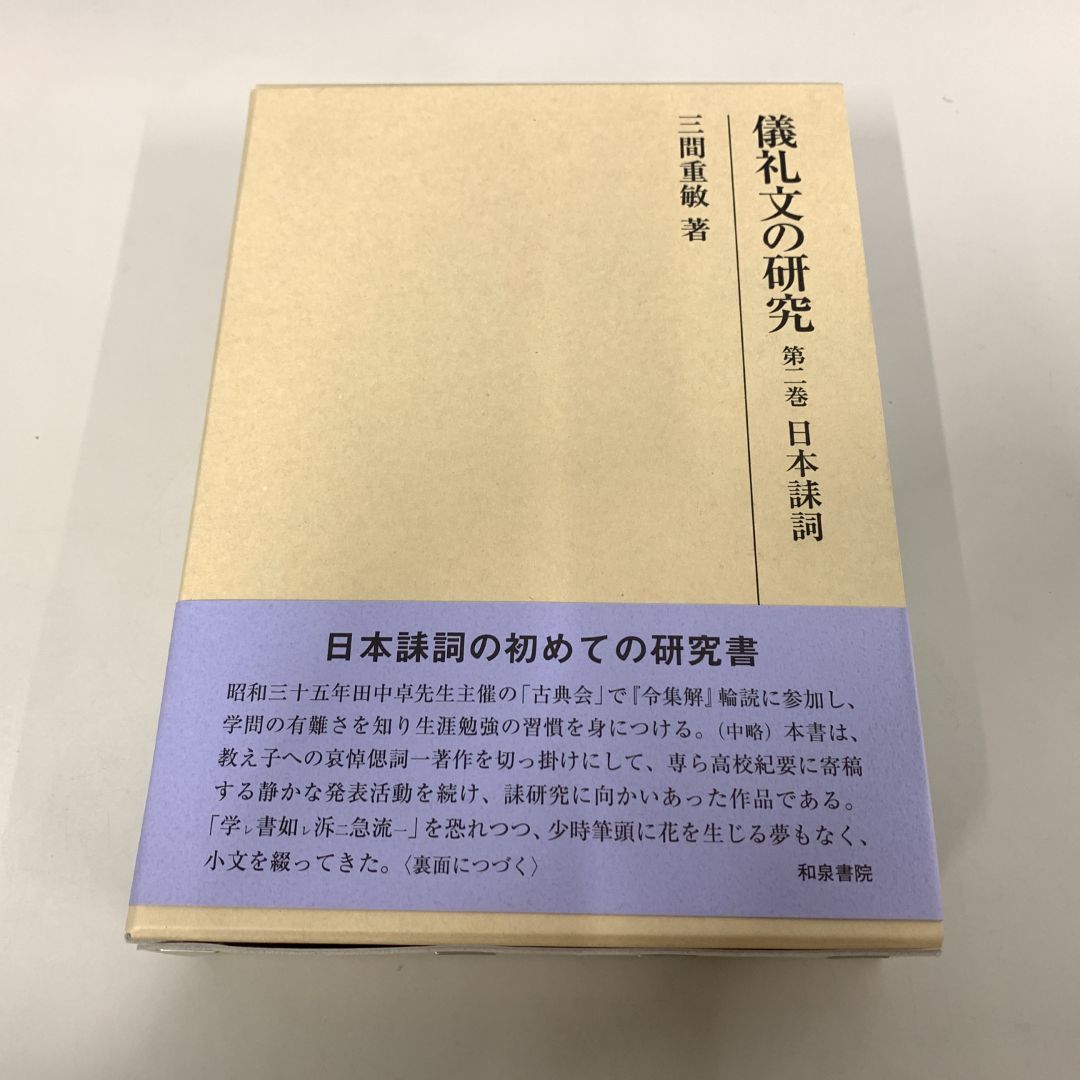 儀礼文の研究 第二巻 日本誄詞
三間重敏 著
日本誄詞の初めての研究書
昭和三十五年田中卓先生主催の「古典会」で『令集解』輪読に参加し、
学問の有難さを知り生涯勉強の習慣を身につける。(中略)本書は、
教え子への哀悼偲詞一著作を切っ掛けにして、専ら高校紀要に寄稿
する静かな発表活動を続け、誄研究に向かいあった作品である。
「学レ書如レ泝二急流一」を恐れつつ、少時筆頭に花を生じる夢もなく、
小文を綴ってきた。〈裏面につづく〉
和泉書院